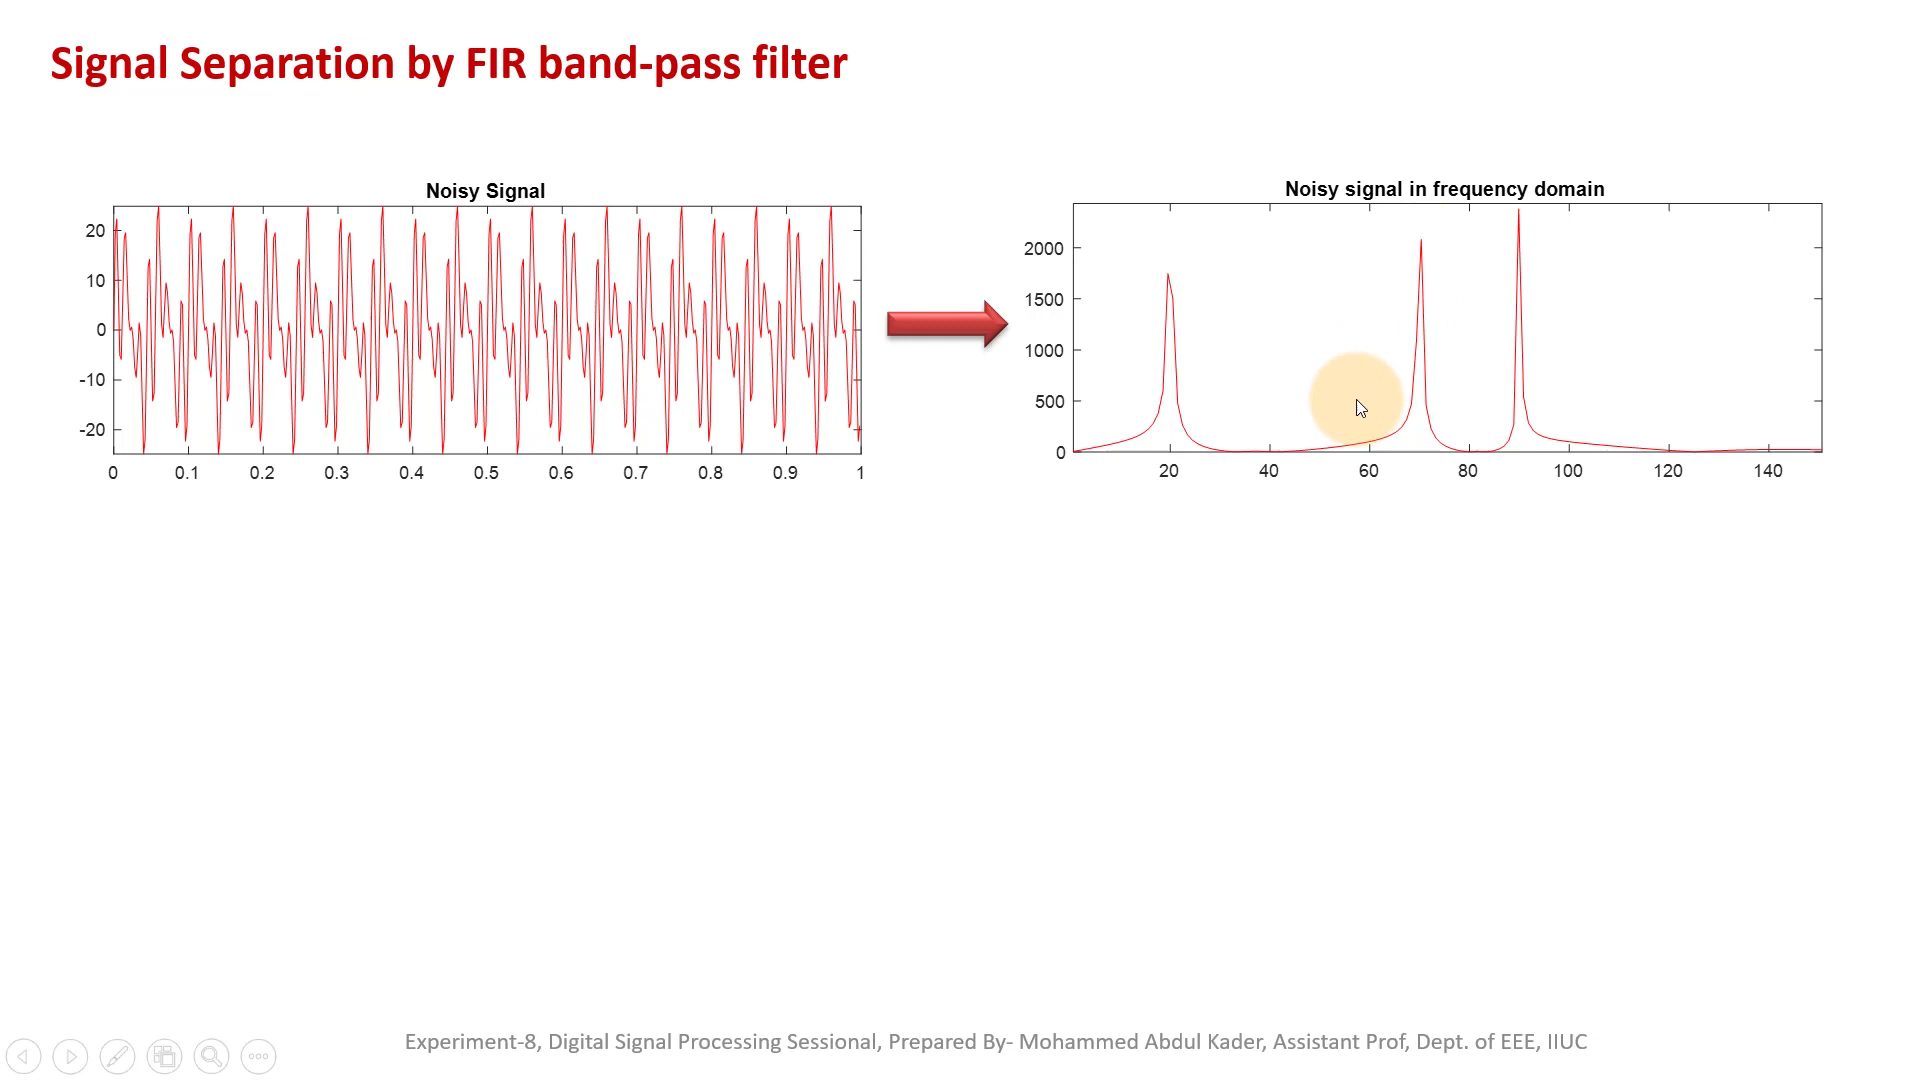 Signal Separation by FIR band-pass filter
Noisy Signal
20
10
0
-10
-20
0 0.1 0.2 0.3 0.4 0.5 0.6 0.7 0.8 0.9 1
Noisy signal in frequency domain
2000
1500
1000
500
0
20 40 60 80 100 120 140
Experiment-8, Digital Signal Processing Sessional, Prepared By- Mohammed Abdul Kader, Assistant Prof, Dept. of EEE, IIUC